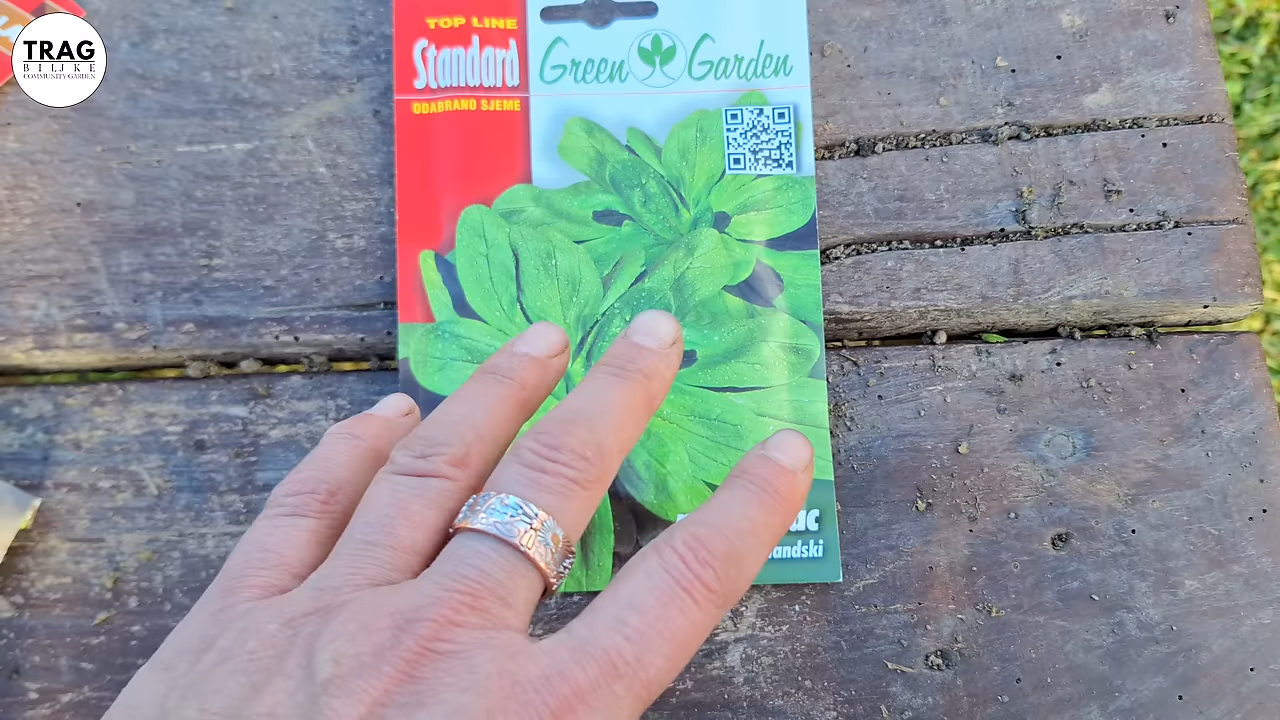 TRAG
BILJKE
COMMUNITY GARDEN
TOP LINE
Standard
ODABRANO SJEME
Green Garden